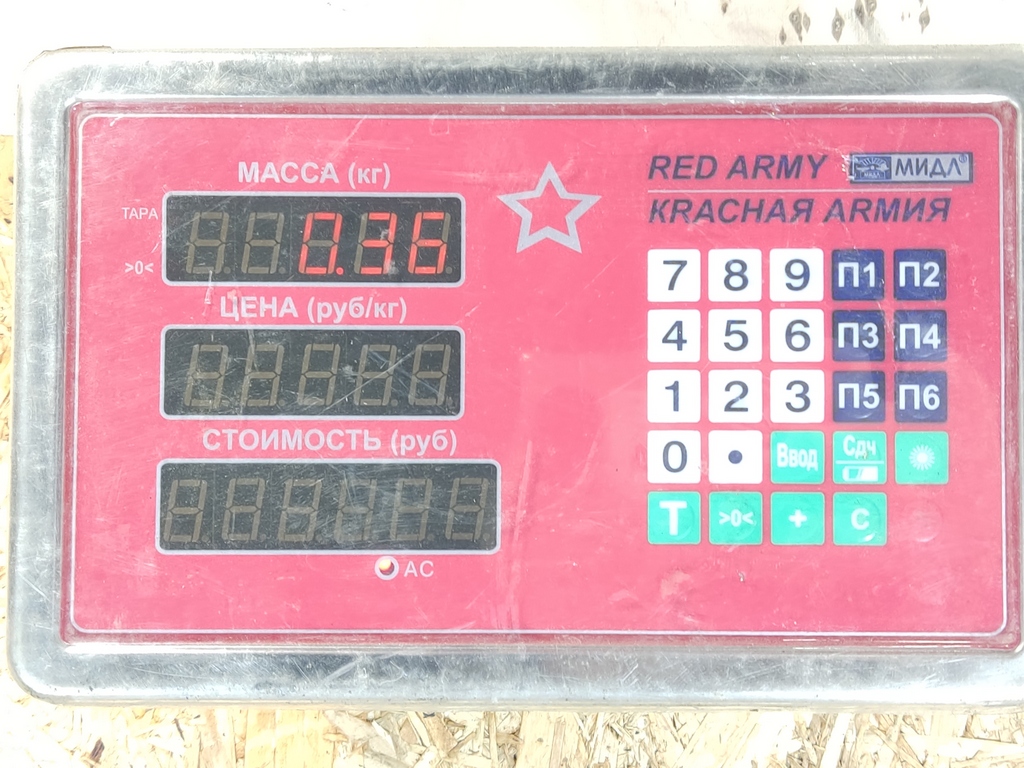 МАССА (кг)
ТАРА
0.36
>0<
ЦЕНА (руб/кг)
СТОИМОСТЬ (руб)
AC
RED ARMY МИДЛ®
КRАСНАЯ АRМИЯ
7 8 9 П1 П2
4 5 6 П3 П4
1 2 3 П5 П6
0 . Ввод Сдч
T >0< + C